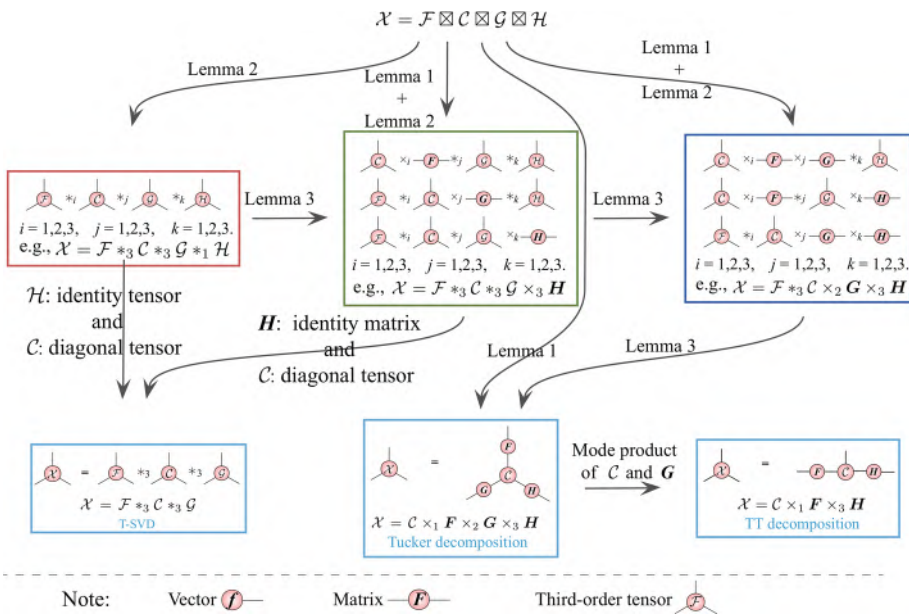 𝒳 = ℱ ⊠ 𝒞 ⊠ 𝒢 ⊠ ℋ
Lemma 2
Lemma 1
+
Lemma 2
Lemma 1
+
Lemma 2
ℱ *ᵢ 𝒞 *ⱼ 𝒢 *ₖ ℋ
i = 1,2,3, j = 1,2,3, k = 1,2,3.
e.g., 𝒳 = ℱ *₃ 𝒞 *₃ 𝒢 *₁ ℋ
Lemma 3
𝒞 ×ᵢ F *ⱼ 𝒢 *ₖ ℋ
ℱ *ᵢ 𝒞 ×ⱼ G *ₖ ℋ
ℱ *ᵢ 𝒞 *ⱼ 𝒢 ×ₖ H
i = 1,2,3, j = 1,2,3, k = 1,2,3.
e.g., 𝒳 = ℱ *₃ 𝒞 *₃ 𝒢 ×₃ H
Lemma 3
𝒞 ×ᵢ F ×ⱼ G *ₖ ℋ
𝒞 ×ᵢ F *ⱼ 𝒢 ×ₖ H
ℱ *ᵢ 𝒞 ×ⱼ G ×ₖ H
i = 1,2,3, j = 1,2,3, k = 1,2,3.
e.g., 𝒳 = ℱ *₃ 𝒞 ×₂ G ×₃ H
ℋ: identity tensor
and
𝒞: diagonal tensor
H: identity matrix
and
𝒞: diagonal tensor
Lemma 1
Lemma 3
𝒳 = ℱ *₃ 𝒞 *₃ 𝒢
𝒳 = ℱ *₃ 𝒞 *₃ 𝒢
T-SVD
F
𝒳 = 𝒞
G H
𝒳 = 𝒞 ×₁ F ×₂ G ×₃ H
Tucker decomposition
Mode product
of 𝒞 and G
𝒳 = F 𝒞 H
𝒳 = 𝒞 ×₁ F ×₃ H
TT decomposition
Note: Vector f Matrix F Third-order tensor ℱ